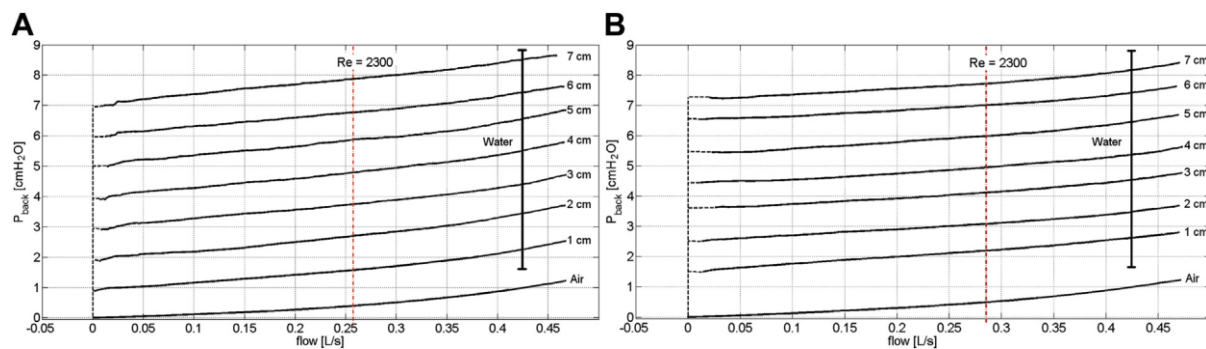 A
9
8
7
6
5
4
3
2
1
0
P_back [cmH2O]
-0.05 0 0.05 0.1 0.15 0.2 0.25 0.3 0.35 0.4 0.45
flow [L/s]
Re = 2300
Water
7 cm
6 cm
5 cm
4 cm
3 cm
2 cm
1 cm
Air
B
9
8
7
6
5
4
3
2
1
0
P_back [cmH2O]
-0.05 0 0.05 0.1 0.15 0.2 0.25 0.3 0.35 0.4 0.45
flow [L/s]
Re = 2300
Water
7 cm
6 cm
5 cm
4 cm
3 cm
2 cm
1 cm
Air